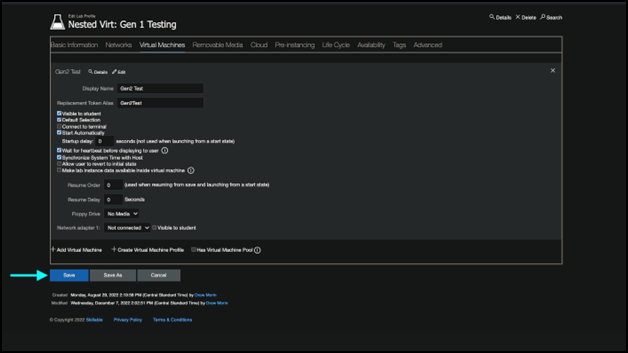 Edit Lab Profile
Nested Virt: Gen 1 Testing
Details Delete Search
Basic Information Networks Virtual Machines Removable Media Cloud Pre-instancing Life Cycle Availability Tags Advanced
Gen2 Test Details Edit
Display Name Gen2 Test
Replacement Token Alias Gen2Test
Visible to student
Default Selection
Connect to terminal
Start Automatically
Startup delay: 0 seconds (not used when launching from a start state)
Wait for heartbeat before displaying to user
Synchronize System Time with Host
Allow user to revert to initial state
Make lab instance data available inside virtual machine
Resume Order 0 (used when resuming from save and launching from a start state)
Resume Delay 0 Seconds
Floppy Drive No Media
Network adapter 1: Not connected Visible to student
Add Virtual Machine Create Virtual Machine Profile Has Virtual Machine Pool
Save Save As Cancel
Created Monday, August 29, 2022 2:15:58 PM (Central Standard Time) by Drew Morin
Modified Wednesday, December 7, 2022 2:02:51 PM (Central Standard Time) by Drew Morin
© Copyright 2022 Skillable Privacy Policy Terms & Conditions